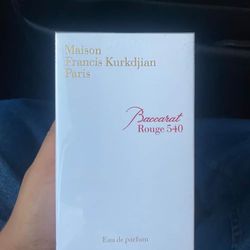 Maison
Francis Kurkdjian
Paris
Baccarat
Rouge 540
Eau de parfum